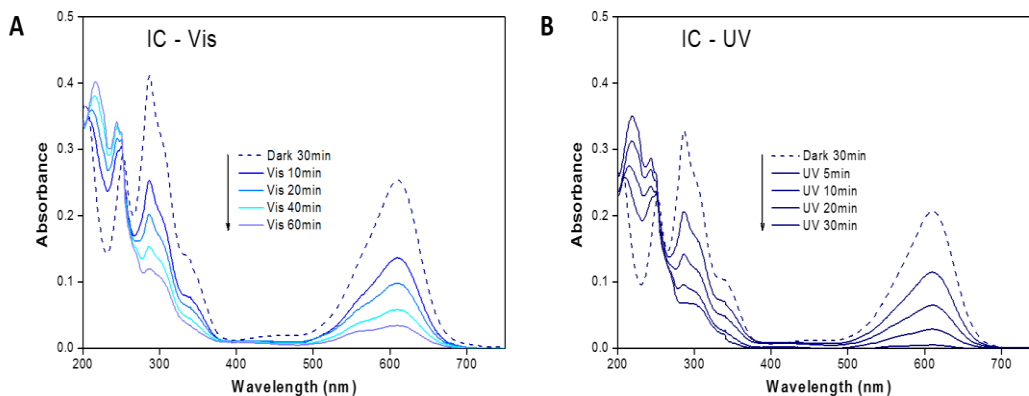 A
IC - Vis
0.5
0.4
0.3
0.2
0.1
0.0
Absorbance
Dark 30min
Vis 10min
Vis 20min
Vis 40min
Vis 60min
200 300 400 500 600 700
Wavelength (nm)
B
IC - UV
0.5
0.4
0.3
0.2
0.1
0.0
Absorbance
Dark 30min
UV 5min
UV 10min
UV 20min
UV 30min
200 300 400 500 600 700
Wavelength (nm)